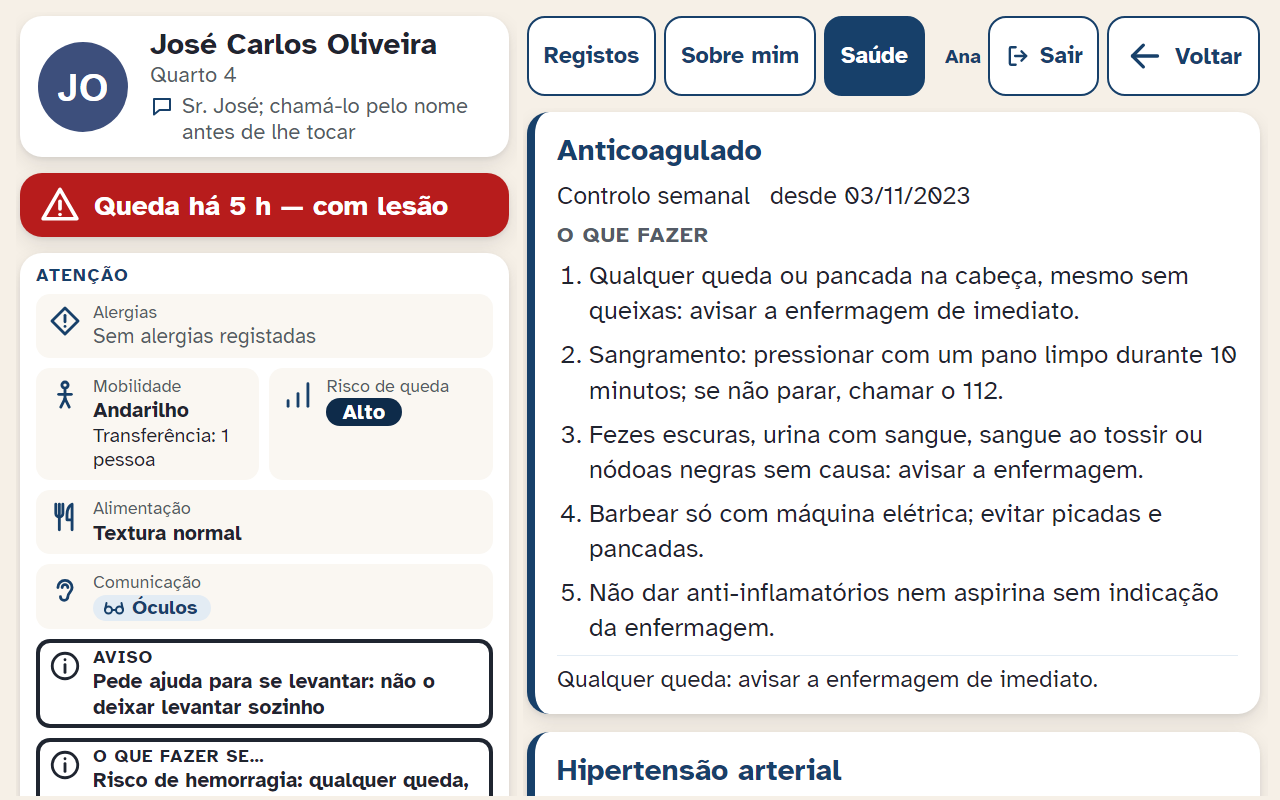 JO
José Carlos Oliveira
Quarto 4
Sr. José; chamá-lo pelo nome
antes de lhe tocar
Queda há 5 h — com lesão
ATENÇÃO
Alergias
Sem alergias registadas
Mobilidade
Andarilho
Transferência: 1
pessoa
Risco de queda
Alto
Alimentação
Textura normal
Comunicação
Óculos
AVISO
Pede ajuda para se levantar: não o
deixar levantar sozinho
O QUE FAZER SE...
Risco de hemorragia: qualquer queda,
Registos
Sobre mim
Saúde
Ana
Sair
Voltar
Anticoagulado
Controlo semanal desde 03/11/2023
O QUE FAZER
1. Qualquer queda ou pancada na cabeça, mesmo sem
queixas: avisar a enfermagem de imediato.
2. Sangramento: pressionar com um pano limpo durante 10
minutos; se não parar, chamar o 112.
3. Fezes escuras, urina com sangue, sangue ao tossir ou
nódoas negras sem causa: avisar a enfermagem.
4. Barbear só com máquina elétrica; evitar picadas e
pancadas.
5. Não dar anti-inflamatórios nem aspirina sem indicação
da enfermagem.
Qualquer queda: avisar a enfermagem de imediato.
Hipertensão arterial